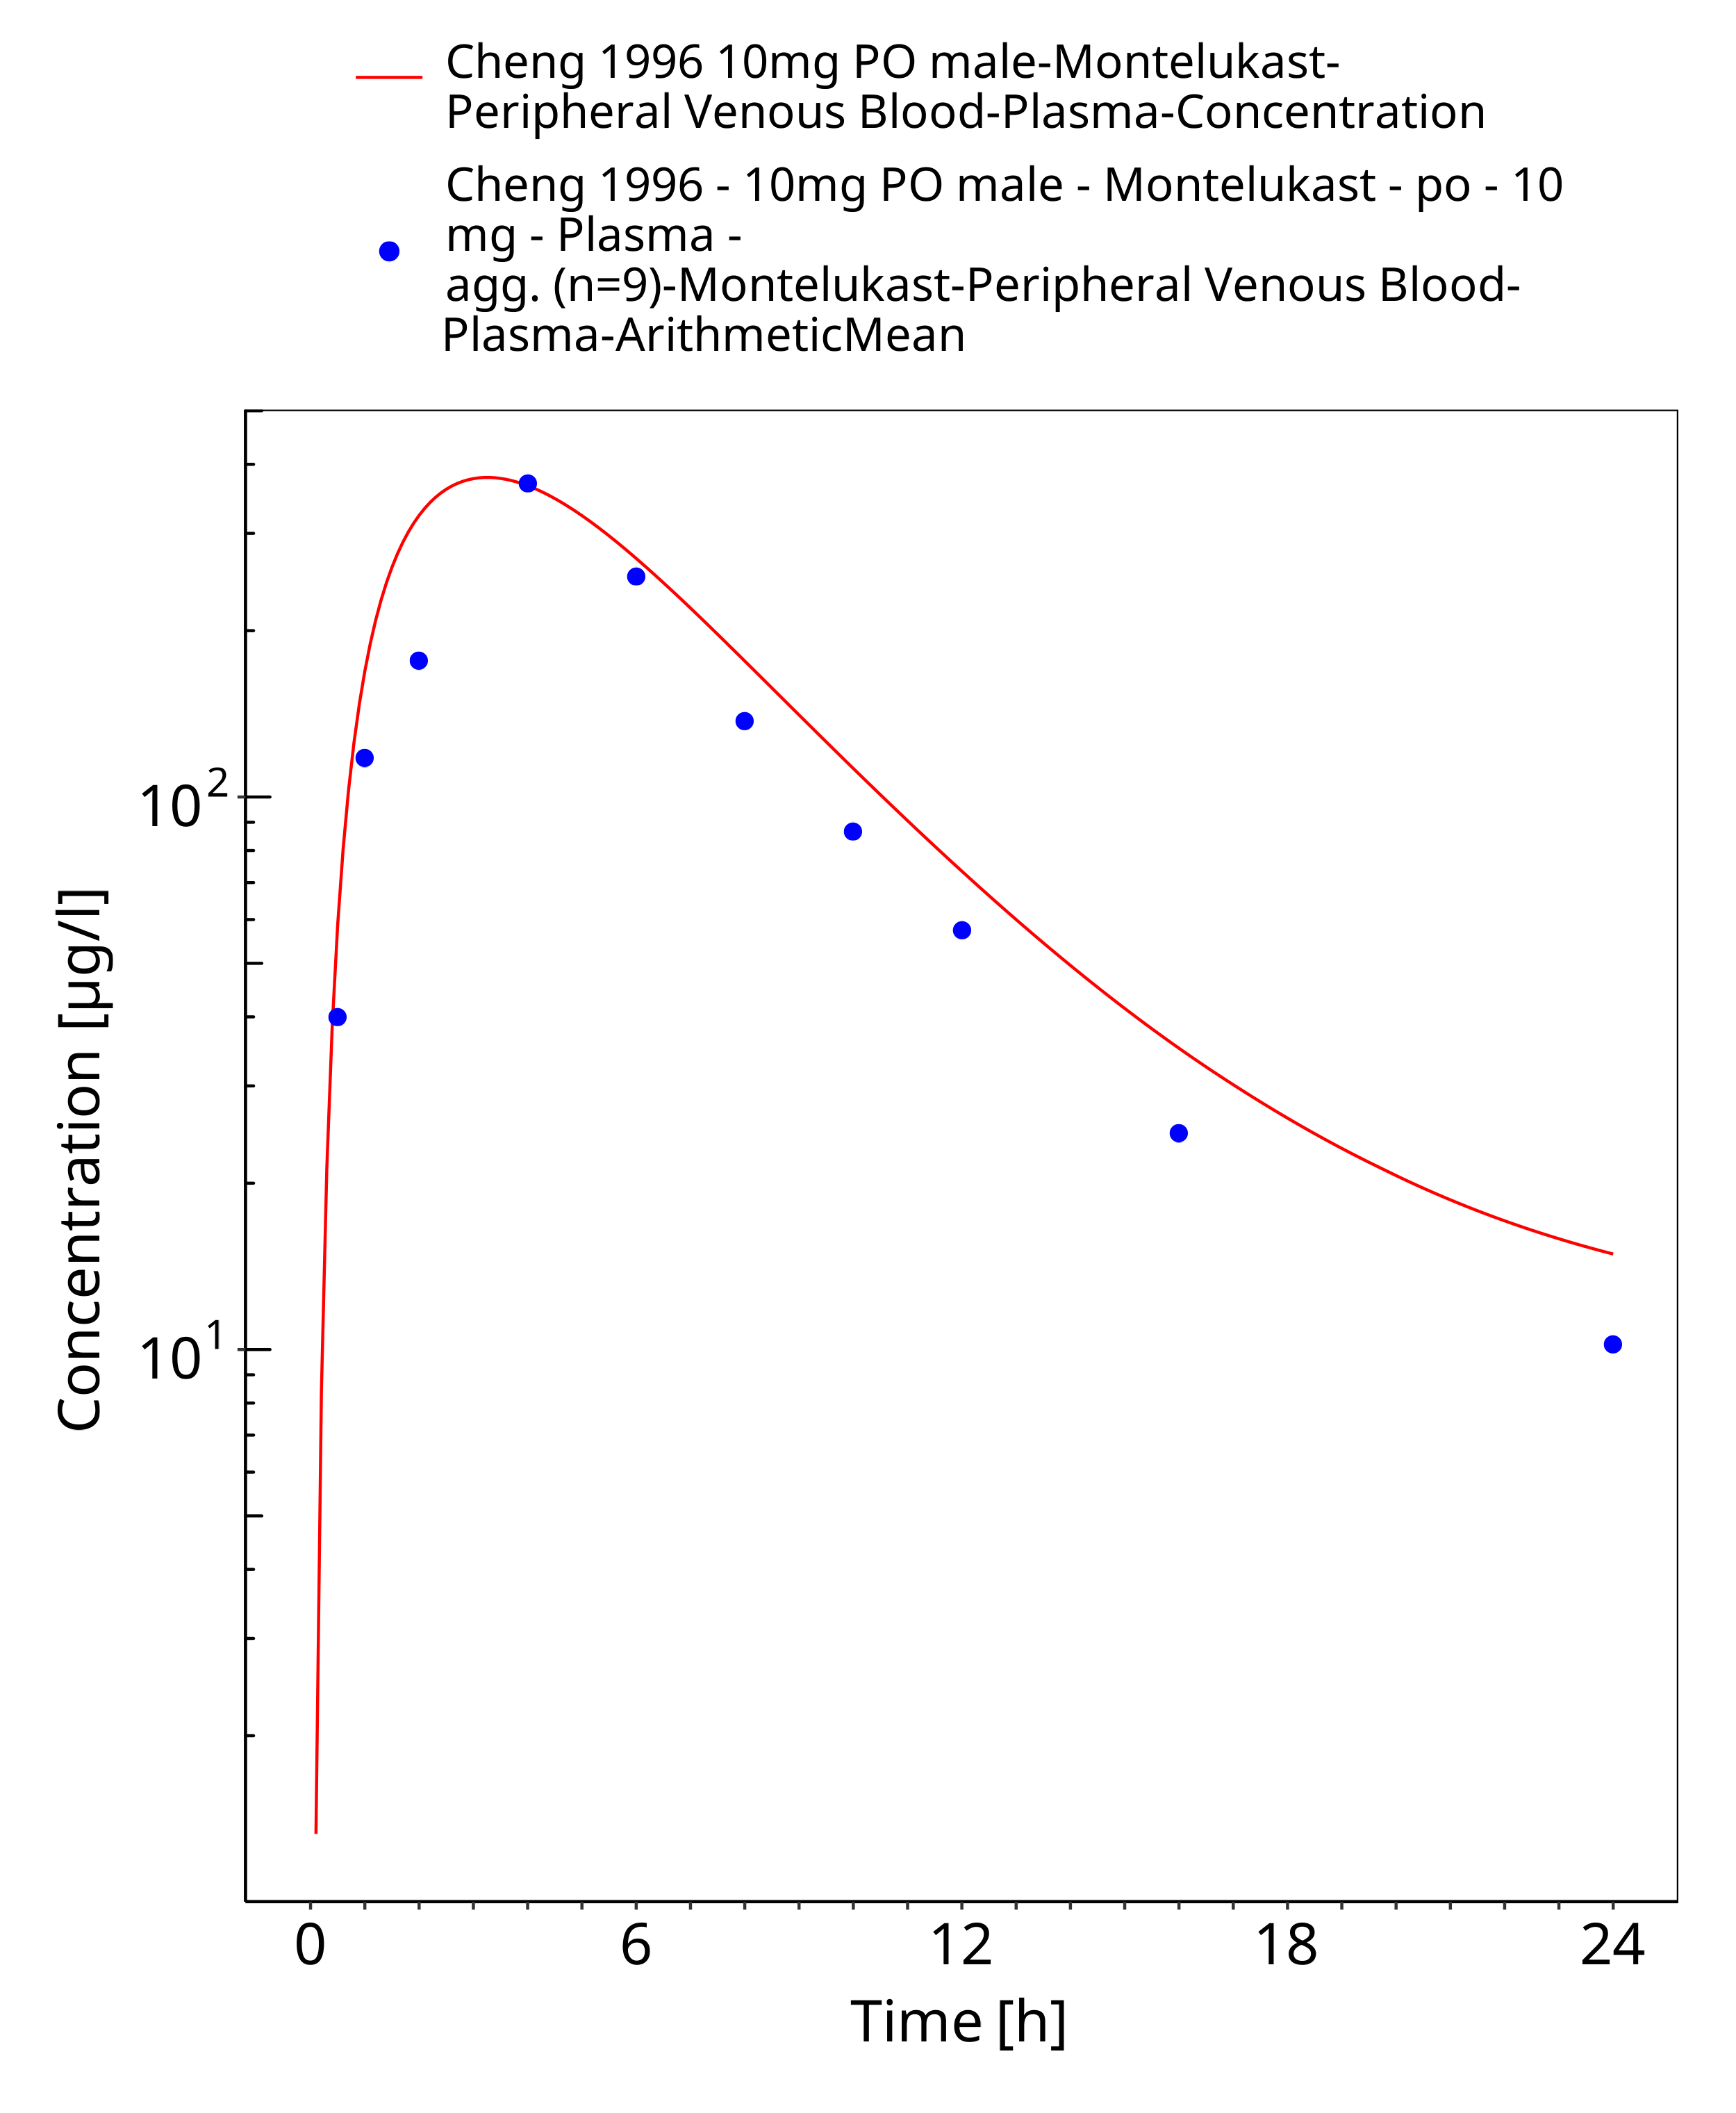 Cheng 1996 10mg PO male-Montelukast-
Peripheral Venous Blood-Plasma-Concentration
Cheng 1996 - 10mg PO male - Montelukast - po - 10
mg - Plasma -
agg. (n=9)-Montelukast-Peripheral Venous Blood-
Plasma-ArithmeticMean
Concentration [µg/l]
10²
10¹
0 6 12 18 24
Time [h]